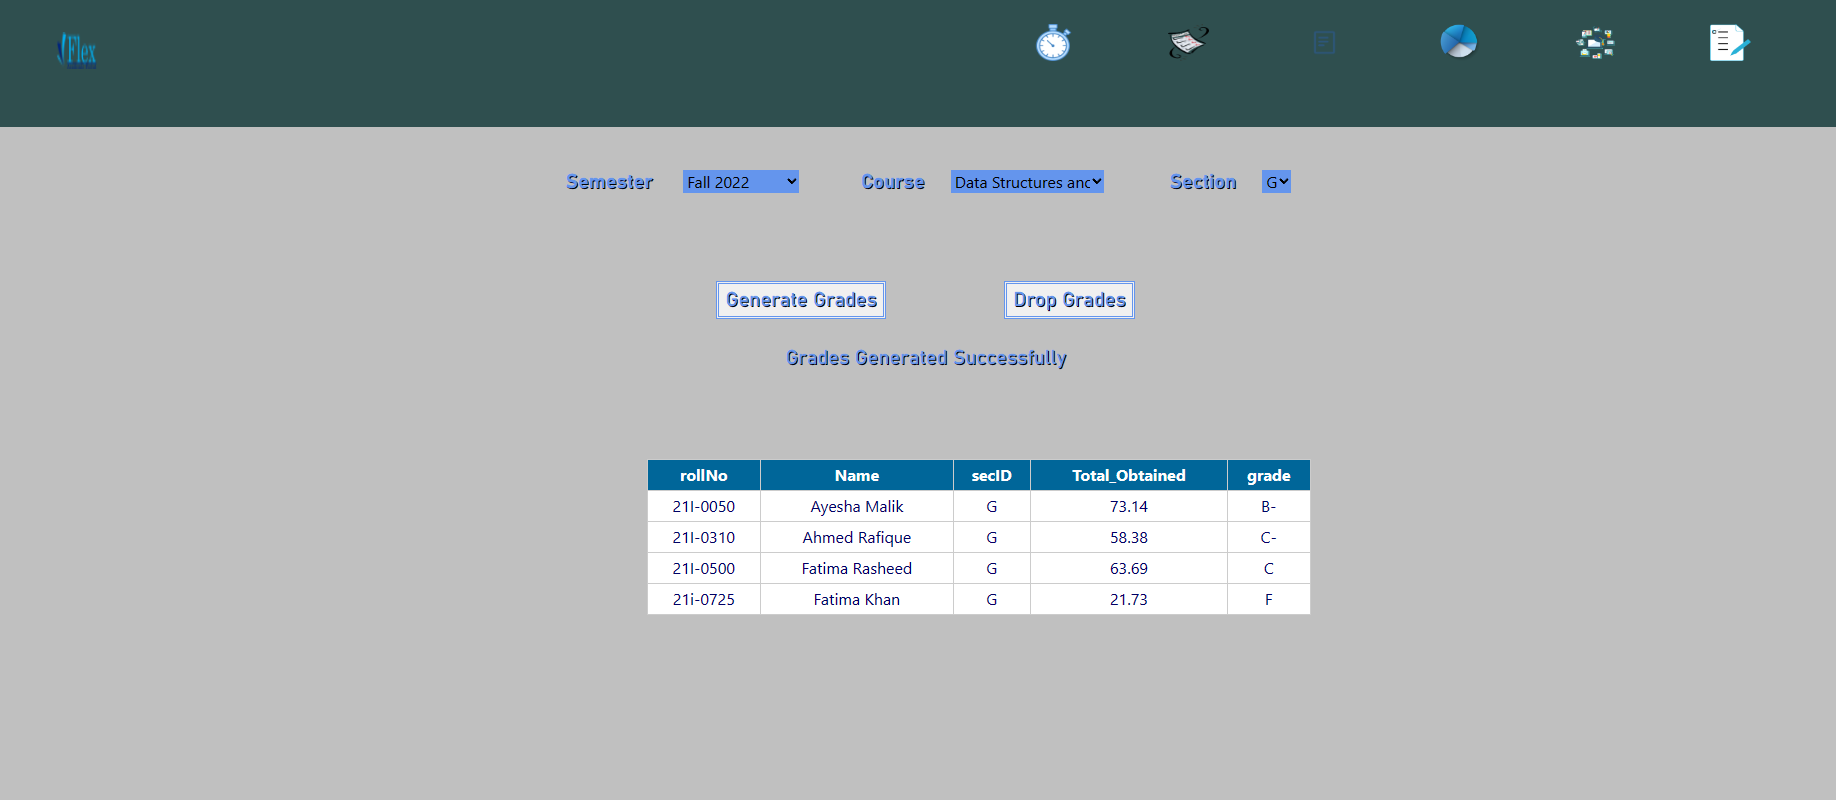 Flex
Semester Fall 2022 Course Data Structures anc Section G
Generate Grades Drop Grades
Grades Generated Successfully
rollNo Name secID Total_Obtained grade
21I-0050 Ayesha Malik G 73.14 B-
21I-0310 Ahmed Rafique G 58.38 C-
21I-0500 Fatima Rasheed G 63.69 C
21i-0725 Fatima Khan G 21.73 F